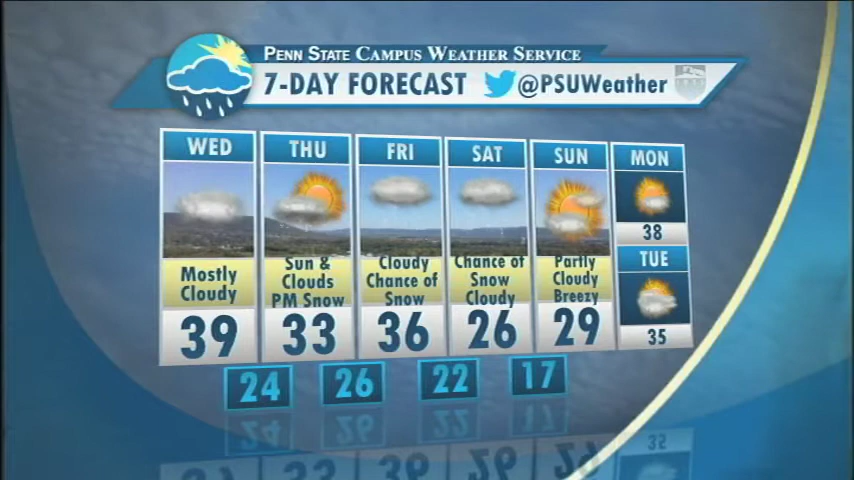 PENN STATE CAMPUS WEATHER SERVICE
7-DAY FORECAST @PSUWeather
WED
Mostly
Cloudy
39
THU
Sun &
Clouds
PM Snow
33
FRI
Cloudy
Chance of
Snow
36
SAT
Chance of
Snow
Cloudy
26
SUN
Partly
Cloudy
Breezy
29
MON
38
TUE
35
24 26 22 17